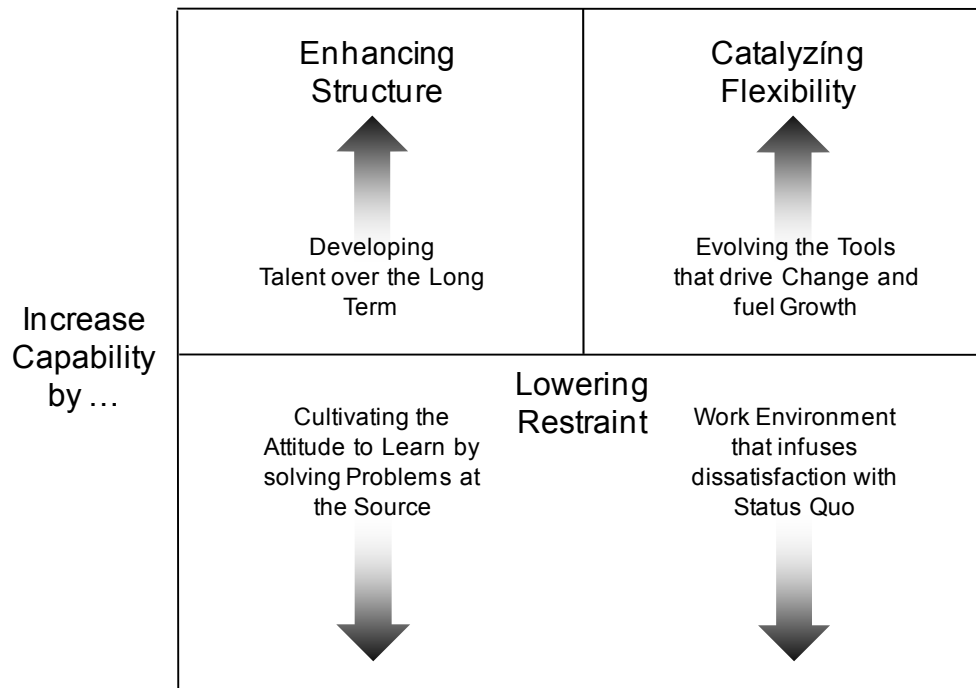 Enhancing
Structure
Catalyzíng
Flexibility
Developing
Talent over the Long
Term
Evolving the Tools
that drive Change and
fuel Growth
Increase
Capability
by …
Lowering
Restraint
Cultivating the
Attitude to Learn by
solving Problems at
the Source
Work Environment
that infuses
dissatisfaction with
Status Quo